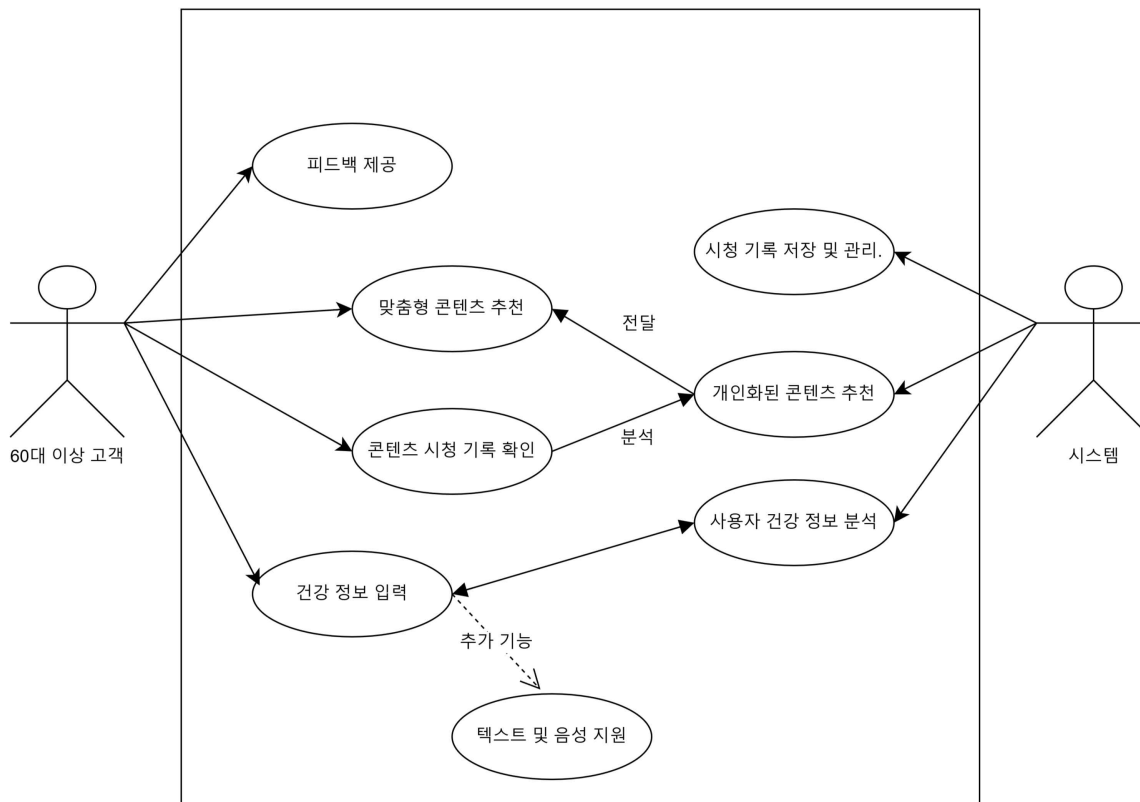 피드백 제공
시청 기록 저장 및 관리.
맞춤형 콘텐츠 추천
전달
개인화된 콘텐츠 추천
분석
콘텐츠 시청 기록 확인
60대 이상 고객
시스템
사용자 건강 정보 분석
건강 정보 입력
추가 기능
텍스트 및 음성 지원